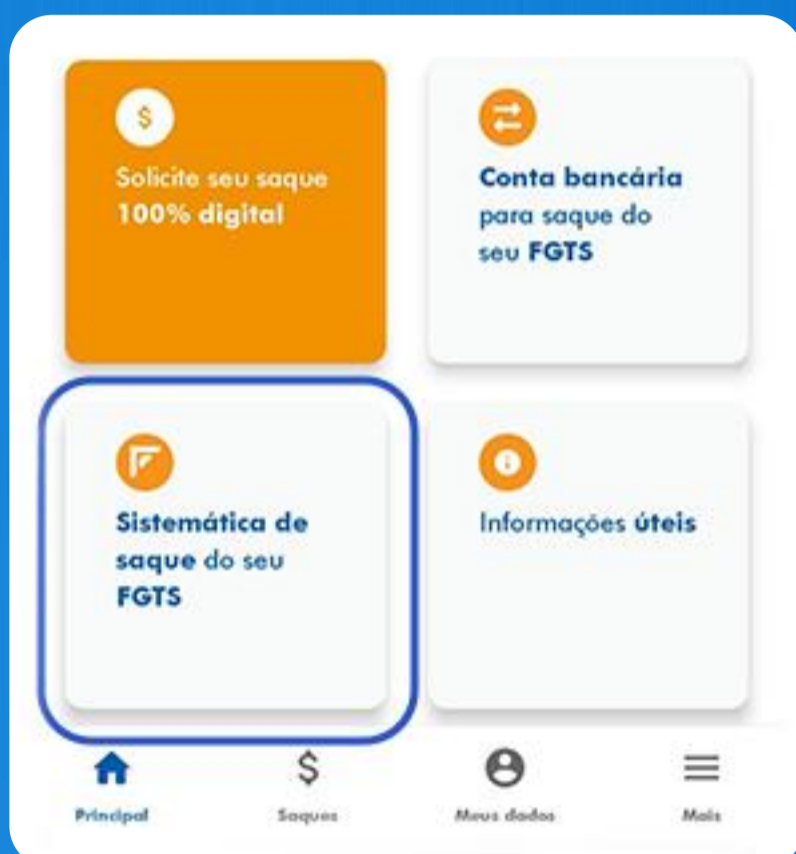 Solicite seu saque
100% digital
Conta bancária
para saque do
seu FGTS
Sistemática de
saque do seu
FGTS
Informações úteis
Principal
Saques
Meus dados
Mais